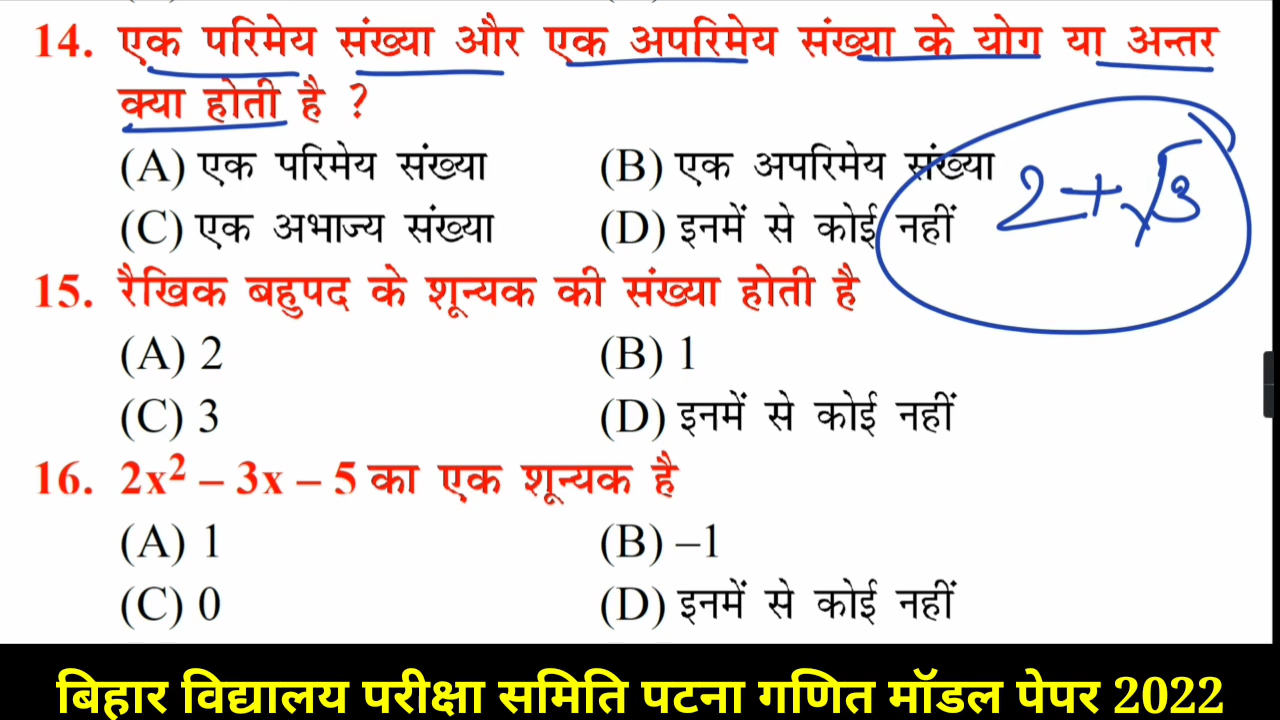 14. एक परिमेय संख्या और एक अपरिमेय संख्या के योग या अन्तर
क्या होती है ?
(A) एक परिमेय संख्या (B) एक अपरिमेय संख्या
2+√3
(C) एक अभाज्य संख्या (D) इनमें से कोई नहीं
15. रैखिक बहुपद के शून्यक की संख्या होती है
(A) 2 (B) 1
(C) 3 (D) इनमें से कोई नहीं
16. 2x² – 3x – 5 का एक शून्यक है
(A) 1 (B) –1
(C) 0 (D) इनमें से कोई नहीं
बिहार विद्यालय परीक्षा समिति पटना गणित मॉडल पेपर 2022